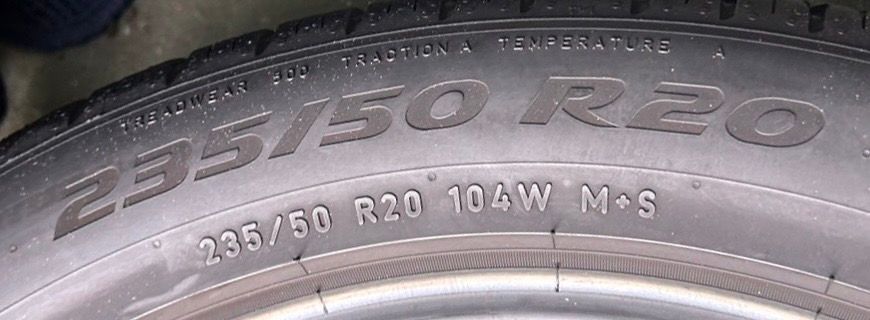 TREADWEAR 500 TRACTION A TEMPERATURE A
235/50 R20
235/50 R20 104W M+S